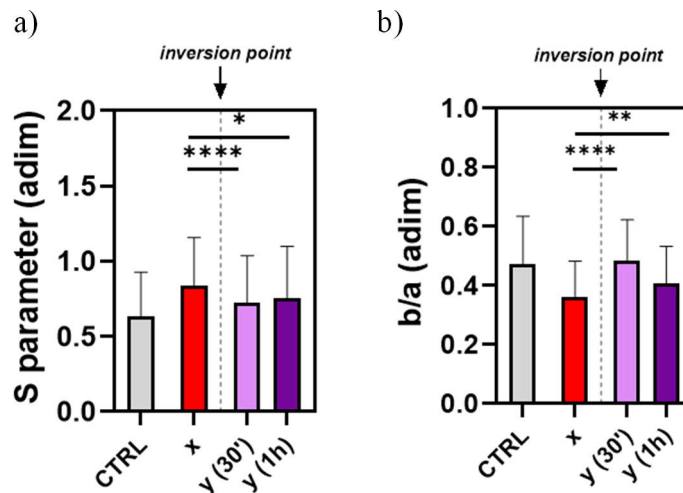 a)
inversion point
S parameter (adim)
2.0
1.5
1.0
0.5
0.0
*
****
CTRL
x
y (30')
y (1h)
b)
inversion point
b/a (adim)
1.0
0.8
0.6
0.4
0.2
0.0
**
****
CTRL
x
y (30')
y (1h)